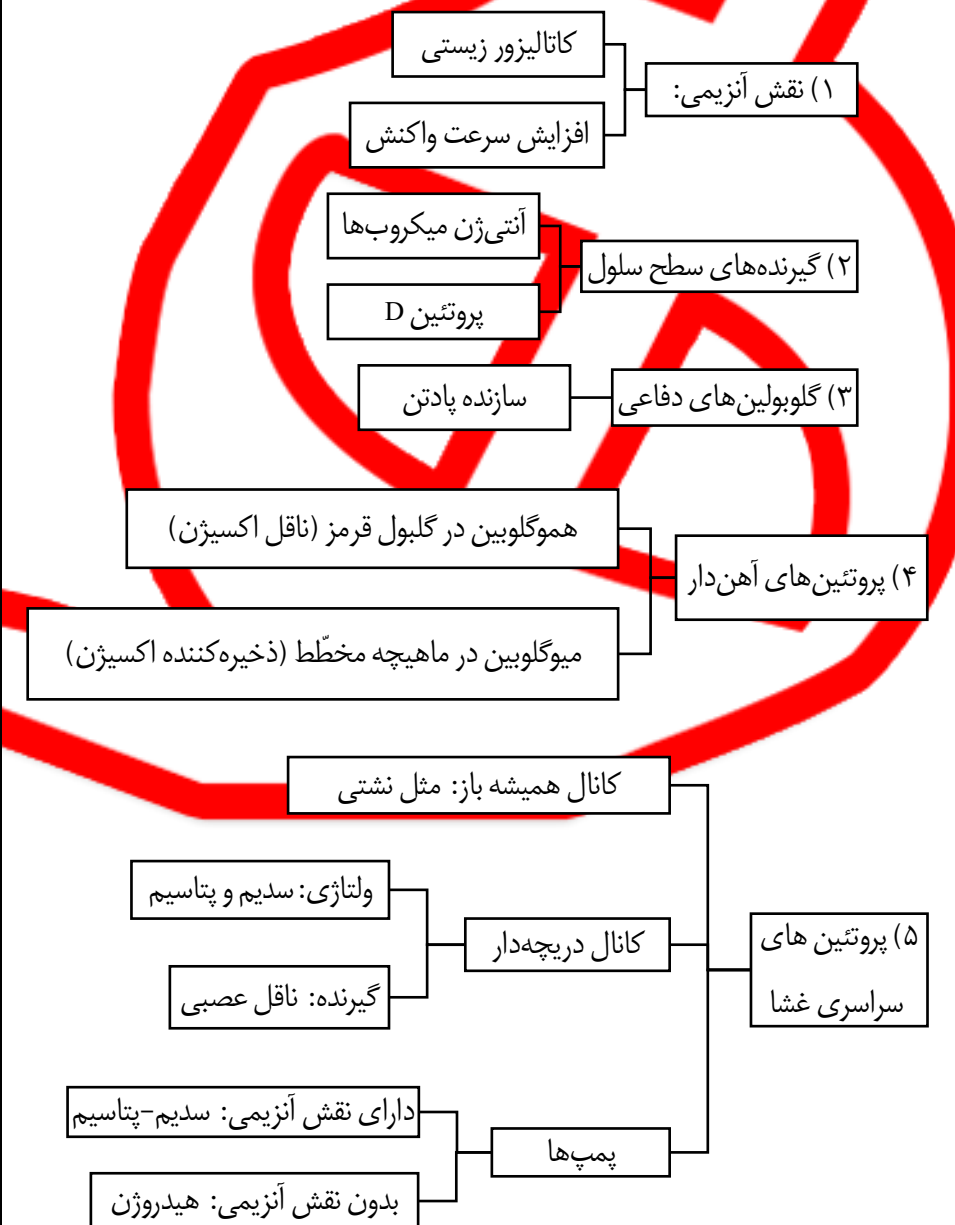 ۱) نقش آنزیمی:
کاتالیزور زیستی
افزایش سرعت واکنش
۲) گیرنده‌های سطح سلول
آنتی‌ژن میکروب‌ها
پروتئین D
۳) گلوبولین‌های دفاعی
سازنده پادتن
۴) پروتئین‌های آهن‌دار
هموگلوبین در گلبول قرمز (ناقل اکسیژن)
میوگلوبین در ماهیچه مخطّط (ذخیره‌کننده اکسیژن)
۵) پروتئین های
سراسری غشا
کانال همیشه باز: مثل نشتی
کانال دریچه‌دار
ولتاژی: سدیم و پتاسیم
گیرنده: ناقل عصبی
پمپ‌ها
دارای نقش آنزیمی: سدیم-پتاسیم
بدون نقش آنزیمی: هیدروژن